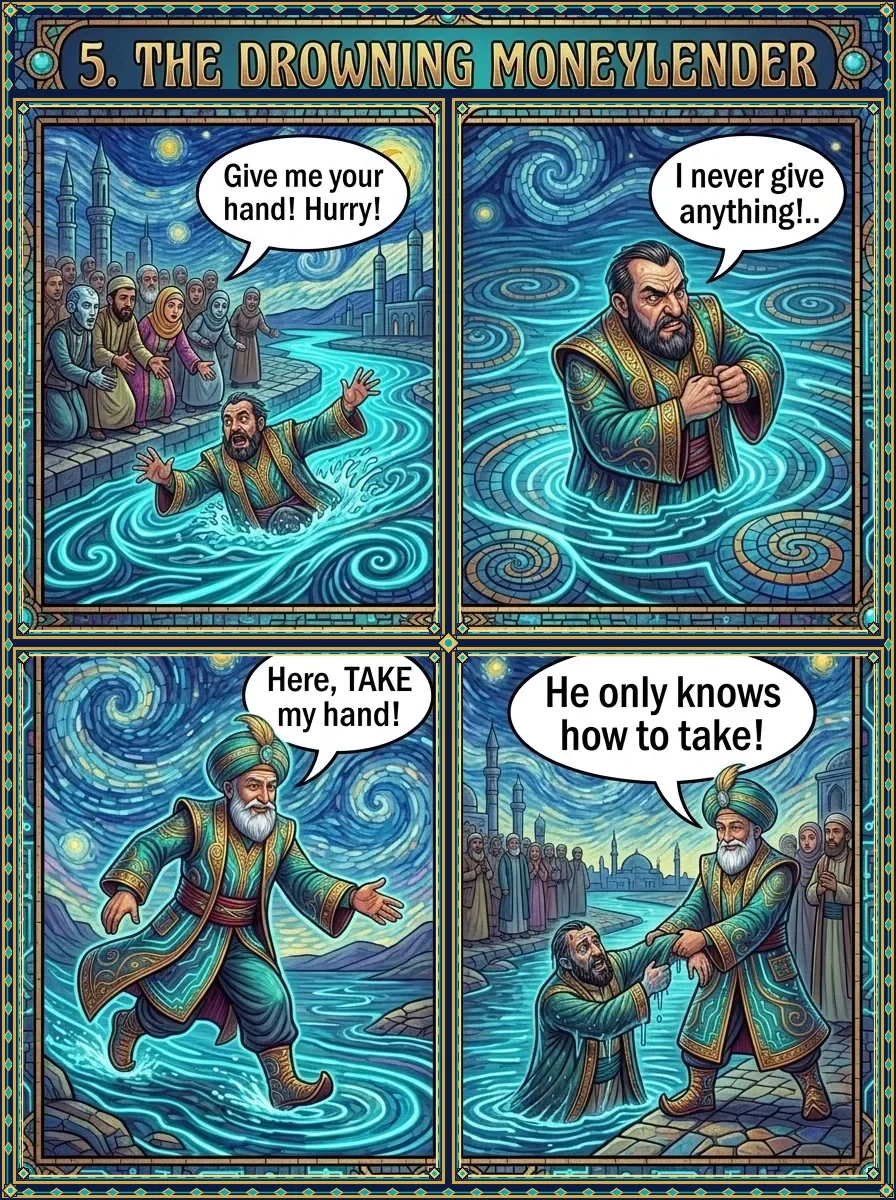 5. THE DROWNING MONEYLENDER
Give me your
hand! Hurry!
I never give
anything!..
Here, TAKE
my hand!
He only knows
how to take!